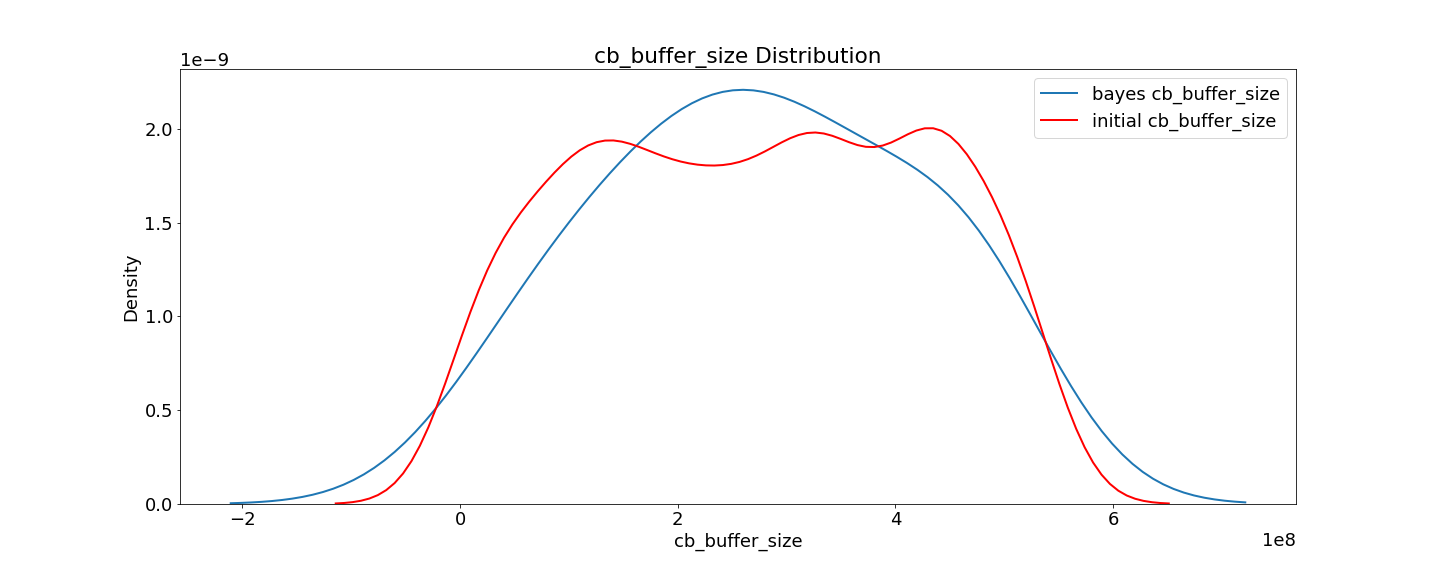 cb_buffer_size Distribution
1e−9
bayes cb_buffer_size
initial cb_buffer_size
2.0
1.5
1.0
0.5
0.0
Density
−2
0
2
4
6
1e8
cb_buffer_size